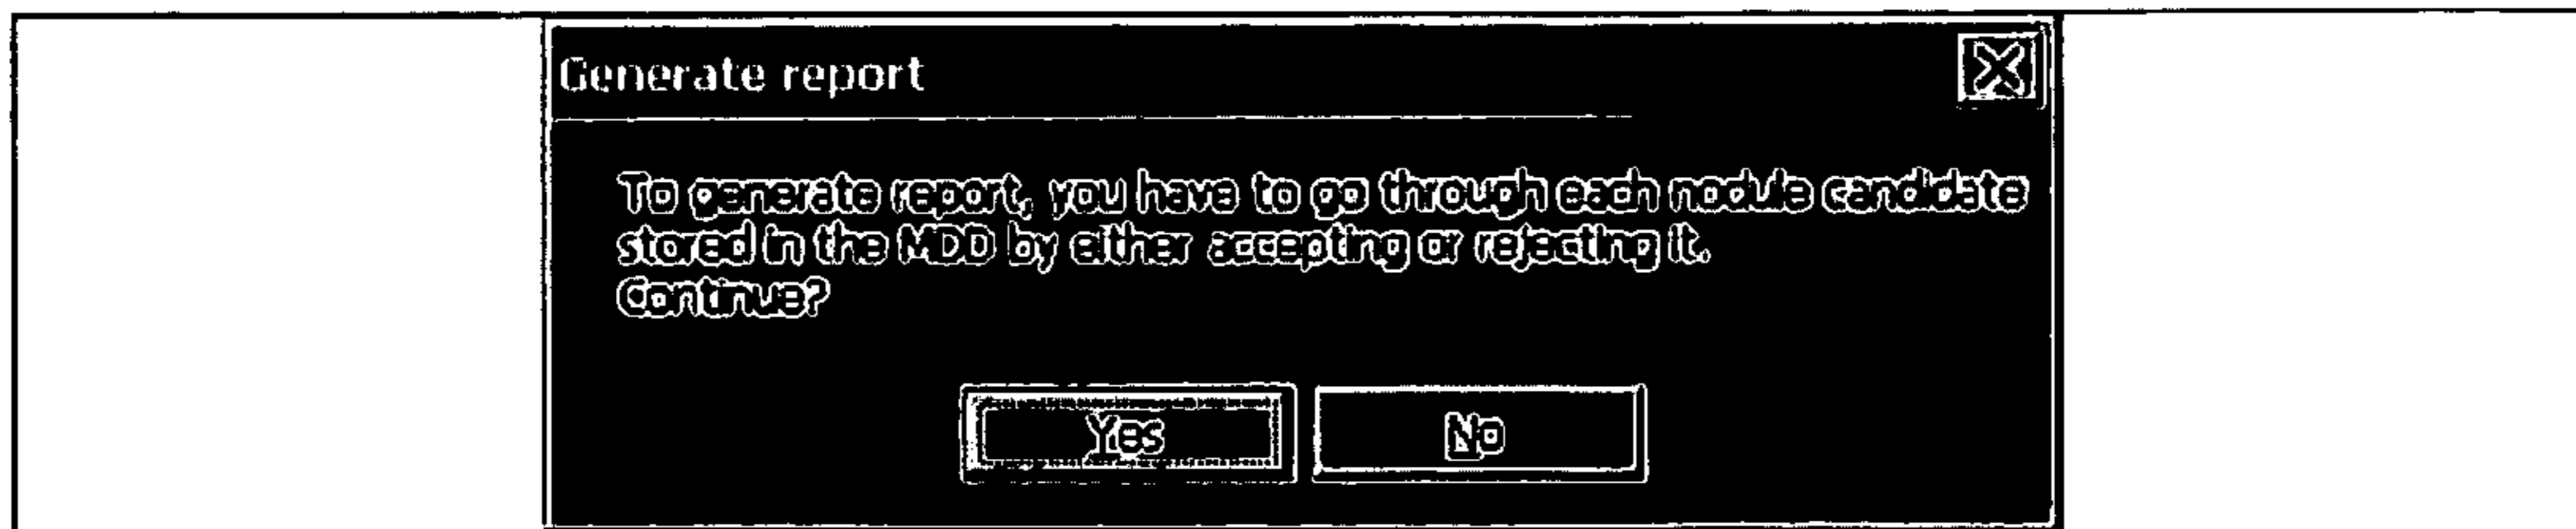 Generate report
To generate report, you have to go through each nodule candidate
stored in the MDD by either accepting or rejecting it.
Continue?
Yes
No